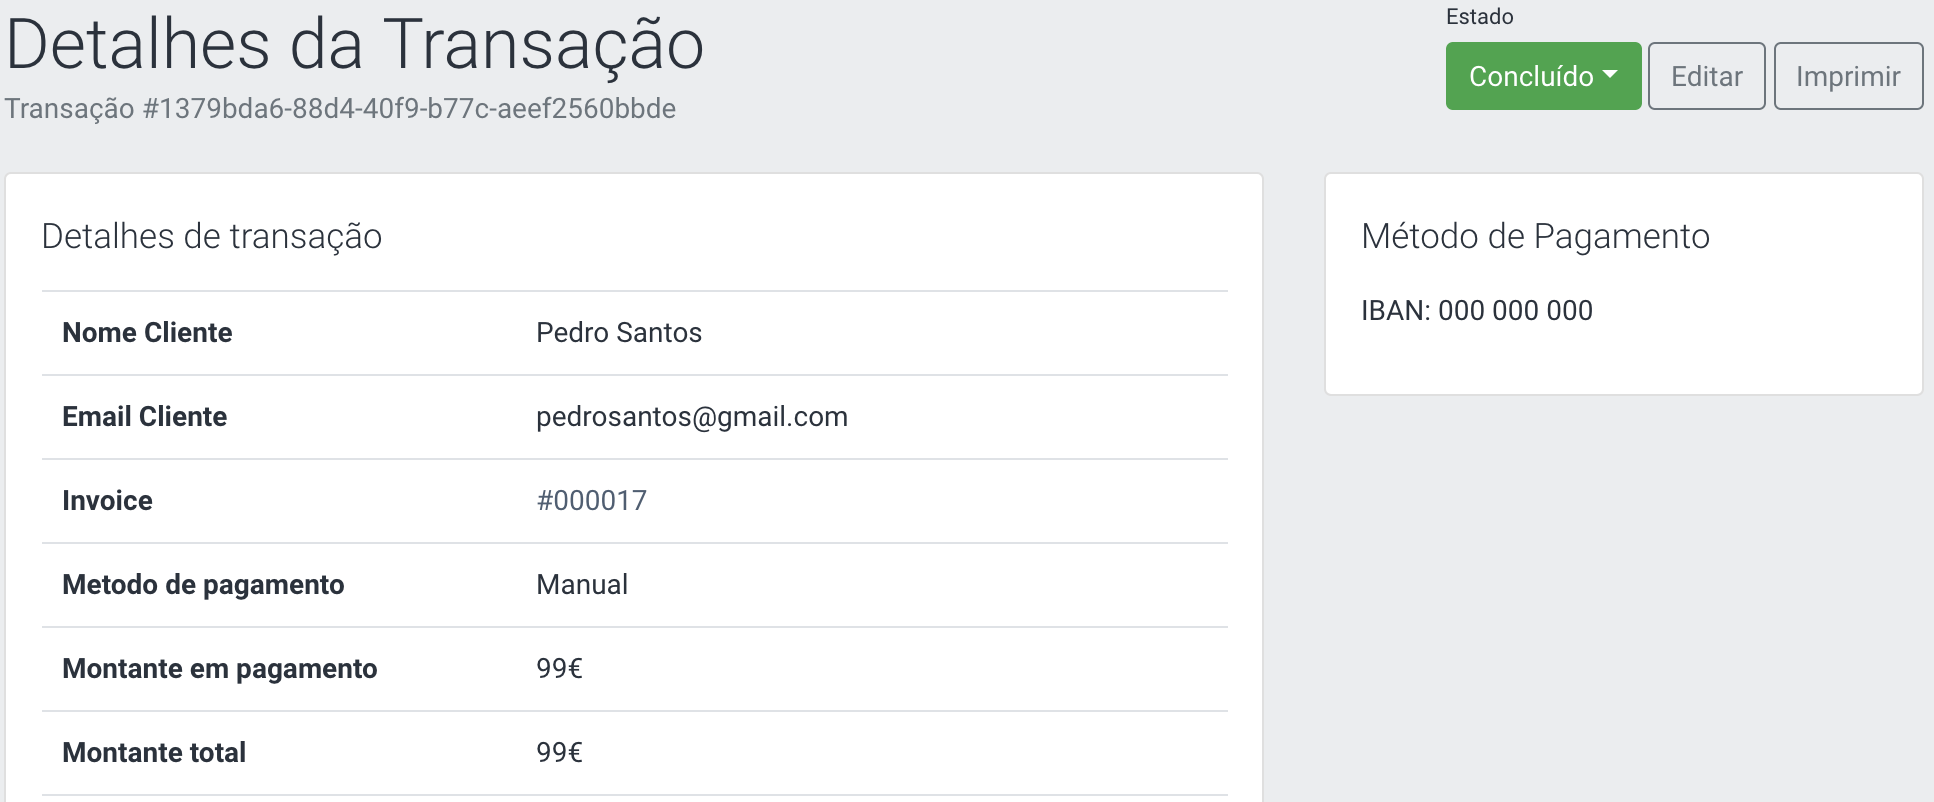 Detalhes da Transação
Transação #1379bda6-88d4-40f9-b77c-aeef2560bbde
Estado
Concluído
Editar
Imprimir
Detalhes de transação
Nome Cliente Pedro Santos
Email Cliente pedrosantos@gmail.com
Invoice #000017
Metodo de pagamento Manual
Montante em pagamento 99€
Montante total 99€
Método de Pagamento
IBAN: 000 000 000